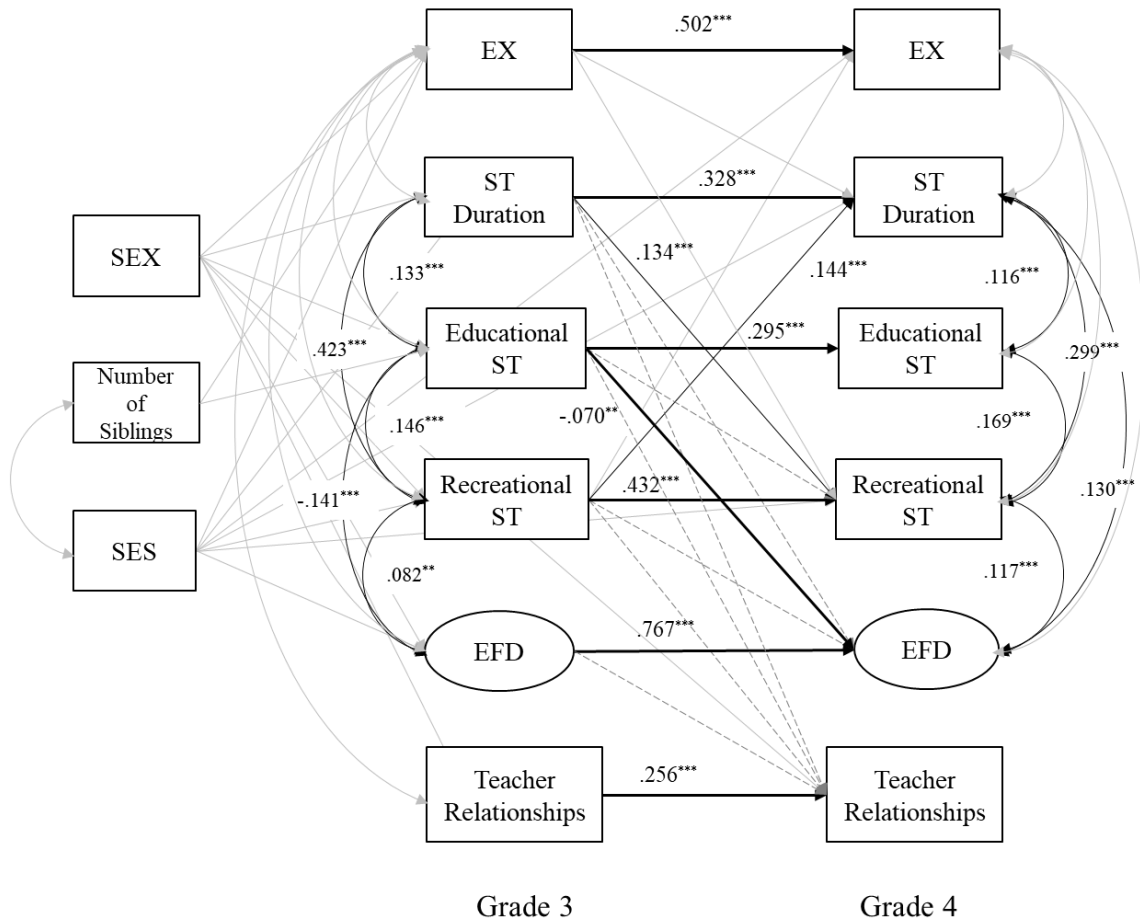 .502***
EX
EX
ST
Duration
.328***
ST
Duration
SEX
.133***
.134***
.144***
.116***
Educational
ST
.295***
Educational
ST
.423***
.299***
Number
of
Siblings
.146***
-.070**
.169***
-.141***
Recreational
ST
.432***
Recreational
ST
.130***
SES
.082**
.117***
EFD
.767***
EFD
Teacher
Relationships
.256***
Teacher
Relationships
Grade 3
Grade 4